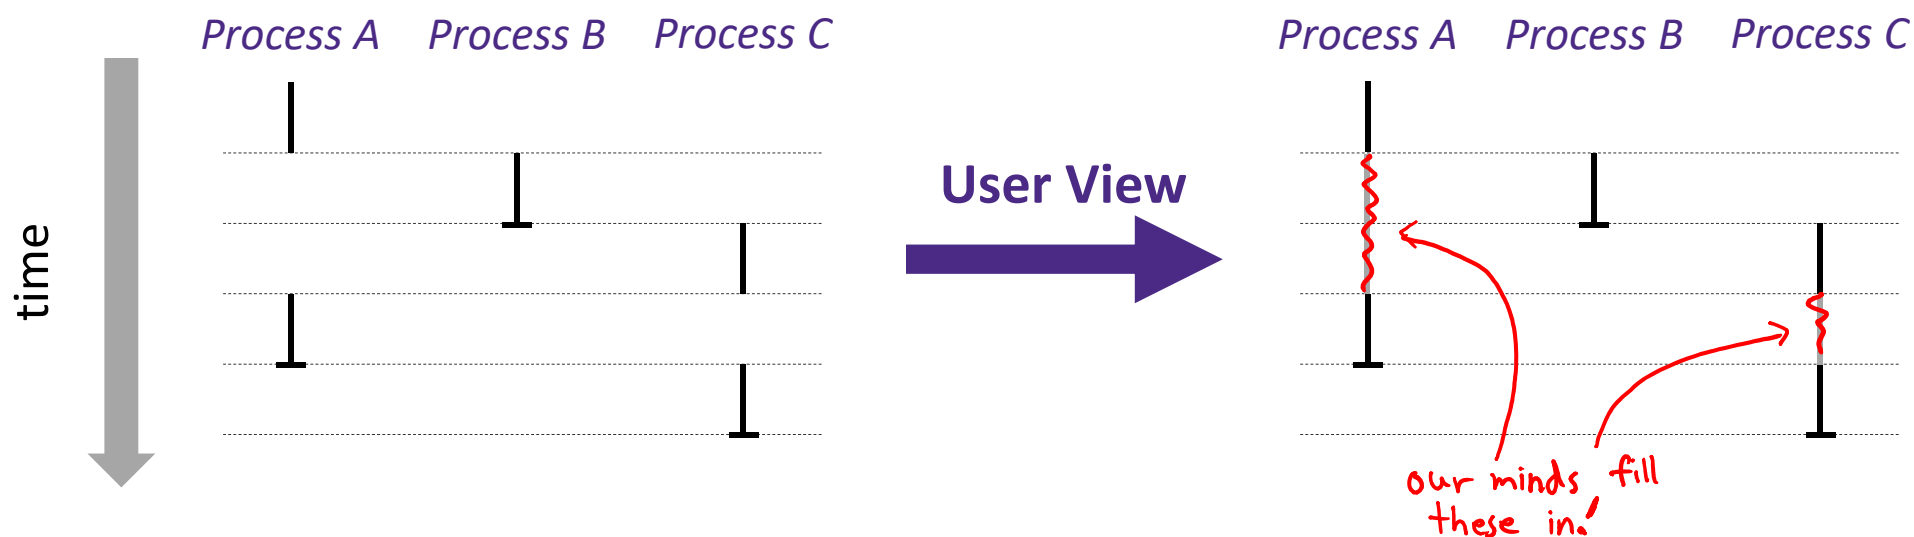 Process A Process B Process C
time
User View
Process A Process B Process C
our minds fill
these in!